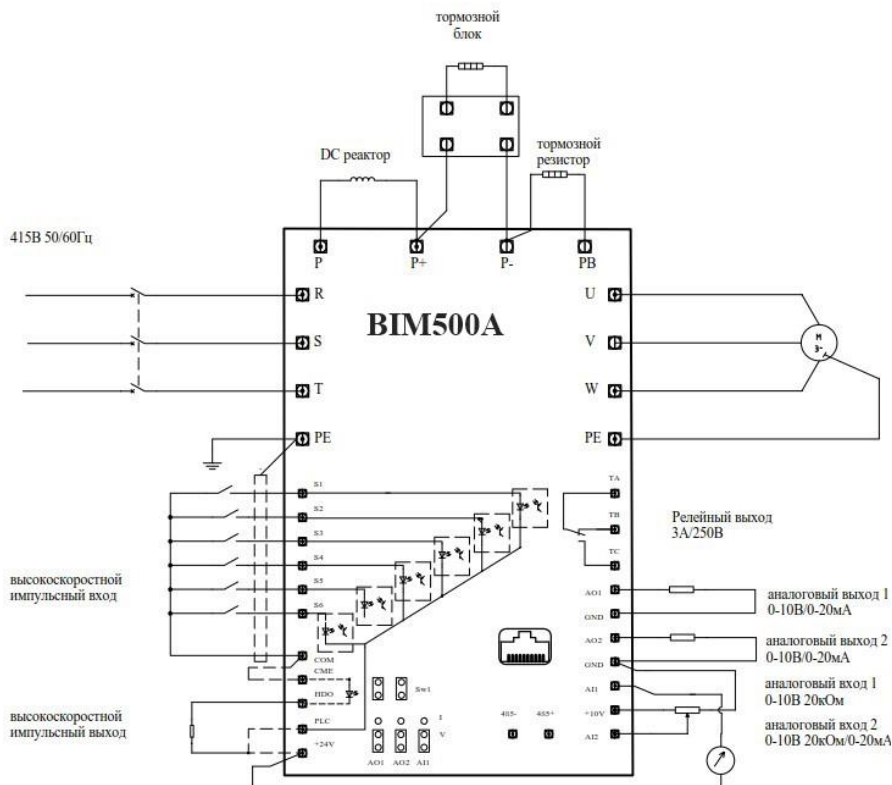 тормозной
блок
DC реактор
тормозной
резистор
415В 50/60Гц
P
P+
P-
PB
R
U
BIM500A
S
V
M
3~
T
W
PE
PE
S1
S2
S3
S4
S5
S6
TA
TB
TC
Релейный выход
3А/250В
высокоскоростной
импульсный вход
AO1
GND
AO2
GND
AI1
+10V
AI2
аналоговый выход 1
0-10В/0-20мА
аналоговый выход 2
0-10В/0-20мА
аналоговый вход 1
0-10В 20кОм
аналоговый вход 2
0-10В 20кОм/0-20мА
COM
CME
HDO
PLC
+24V
высокоскоростной
импульсный выход
Sw1
I
V
AO1
AO2
AI1
485-
485+